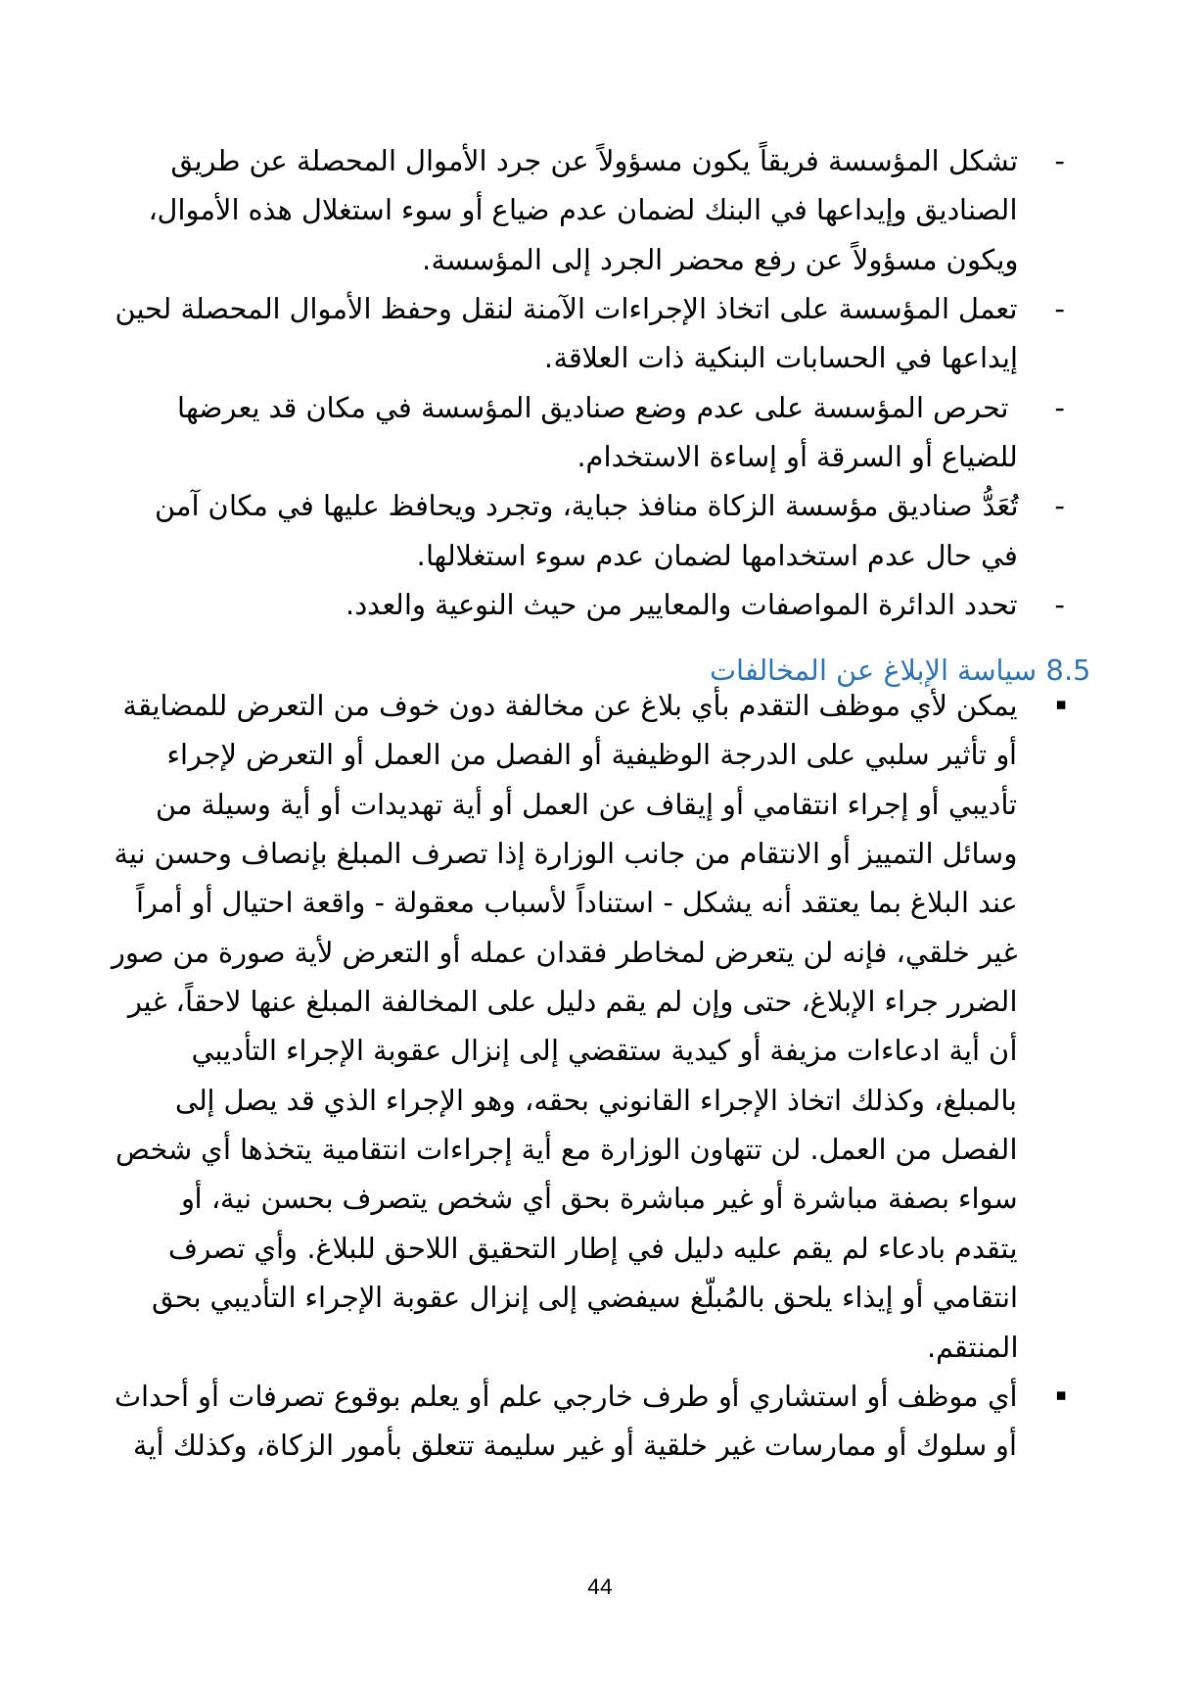 - تشكل المؤسسة فريقاً يكون مسؤولاً عن جرد الأموال المحصلة عن طريق
الصناديق وإيداعها في البنك لضمان عدم ضياع أو سوء استغلال هذه الأموال،
ويكون مسؤولاً عن رفع محضر الجرد إلى المؤسسة.
- تعمل المؤسسة على اتخاذ الإجراءات الآمنة لنقل وحفظ الأموال المحصلة لحين
إيداعها في الحسابات البنكية ذات العلاقة.
- تحرص المؤسسة على عدم وضع صناديق المؤسسة في مكان قد يعرضها
للضياع أو السرقة أو إساءة الاستخدام.
- تُعَدُّ صناديق مؤسسة الزكاة منافذ جباية، وتجرد ويحافظ عليها في مكان آمن
في حال عدم استخدامها لضمان عدم سوء استغلالها.
- تحدد الدائرة المواصفات والمعايير من حيث النوعية والعدد.
8.5 سياسة الإبلاغ عن المخالفات
▪ يمكن لأي موظف التقدم بأي بلاغ عن مخالفة دون خوف من التعرض للمضايقة
أو تأثير سلبي على الدرجة الوظيفية أو الفصل من العمل أو التعرض لإجراء
تأديبي أو إجراء انتقامي أو إيقاف عن العمل أو أية تهديدات أو أية وسيلة من
وسائل التمييز أو الانتقام من جانب الوزارة إذا تصرف المبلغ بإنصاف وحسن نية
عند البلاغ بما يعتقد أنه يشكل - استناداً لأسباب معقولة - واقعة احتيال أو أمراً
غير خلقي، فإنه لن يتعرض لمخاطر فقدان عمله أو التعرض لأية صورة من صور
الضرر جراء الإبلاغ، حتى وإن لم يقم دليل على المخالفة المبلغ عنها لاحقاً، غير
أن أية ادعاءات مزيفة أو كيدية ستقضي إلى إنزال عقوبة الإجراء التأديبي
بالمبلغ، وكذلك اتخاذ الإجراء القانوني بحقه، وهو الإجراء الذي قد يصل إلى
الفصل من العمل. لن تتهاون الوزارة مع أية إجراءات انتقامية يتخذها أي شخص
سواء بصفة مباشرة أو غير مباشرة بحق أي شخص يتصرف بحسن نية، أو
يتقدم بادعاء لم يقم عليه دليل في إطار التحقيق اللاحق للبلاغ. وأي تصرف
انتقامي أو إيذاء يلحق بالمُبلّغ سيفضي إلى إنزال عقوبة الإجراء التأديبي بحق
المنتقم.
▪ أي موظف أو استشاري أو طرف خارجي علم أو يعلم بوقوع تصرفات أو أحداث
أو سلوك أو ممارسات غير خلقية أو غير سليمة تتعلق بأمور الزكاة، وكذلك أية
44